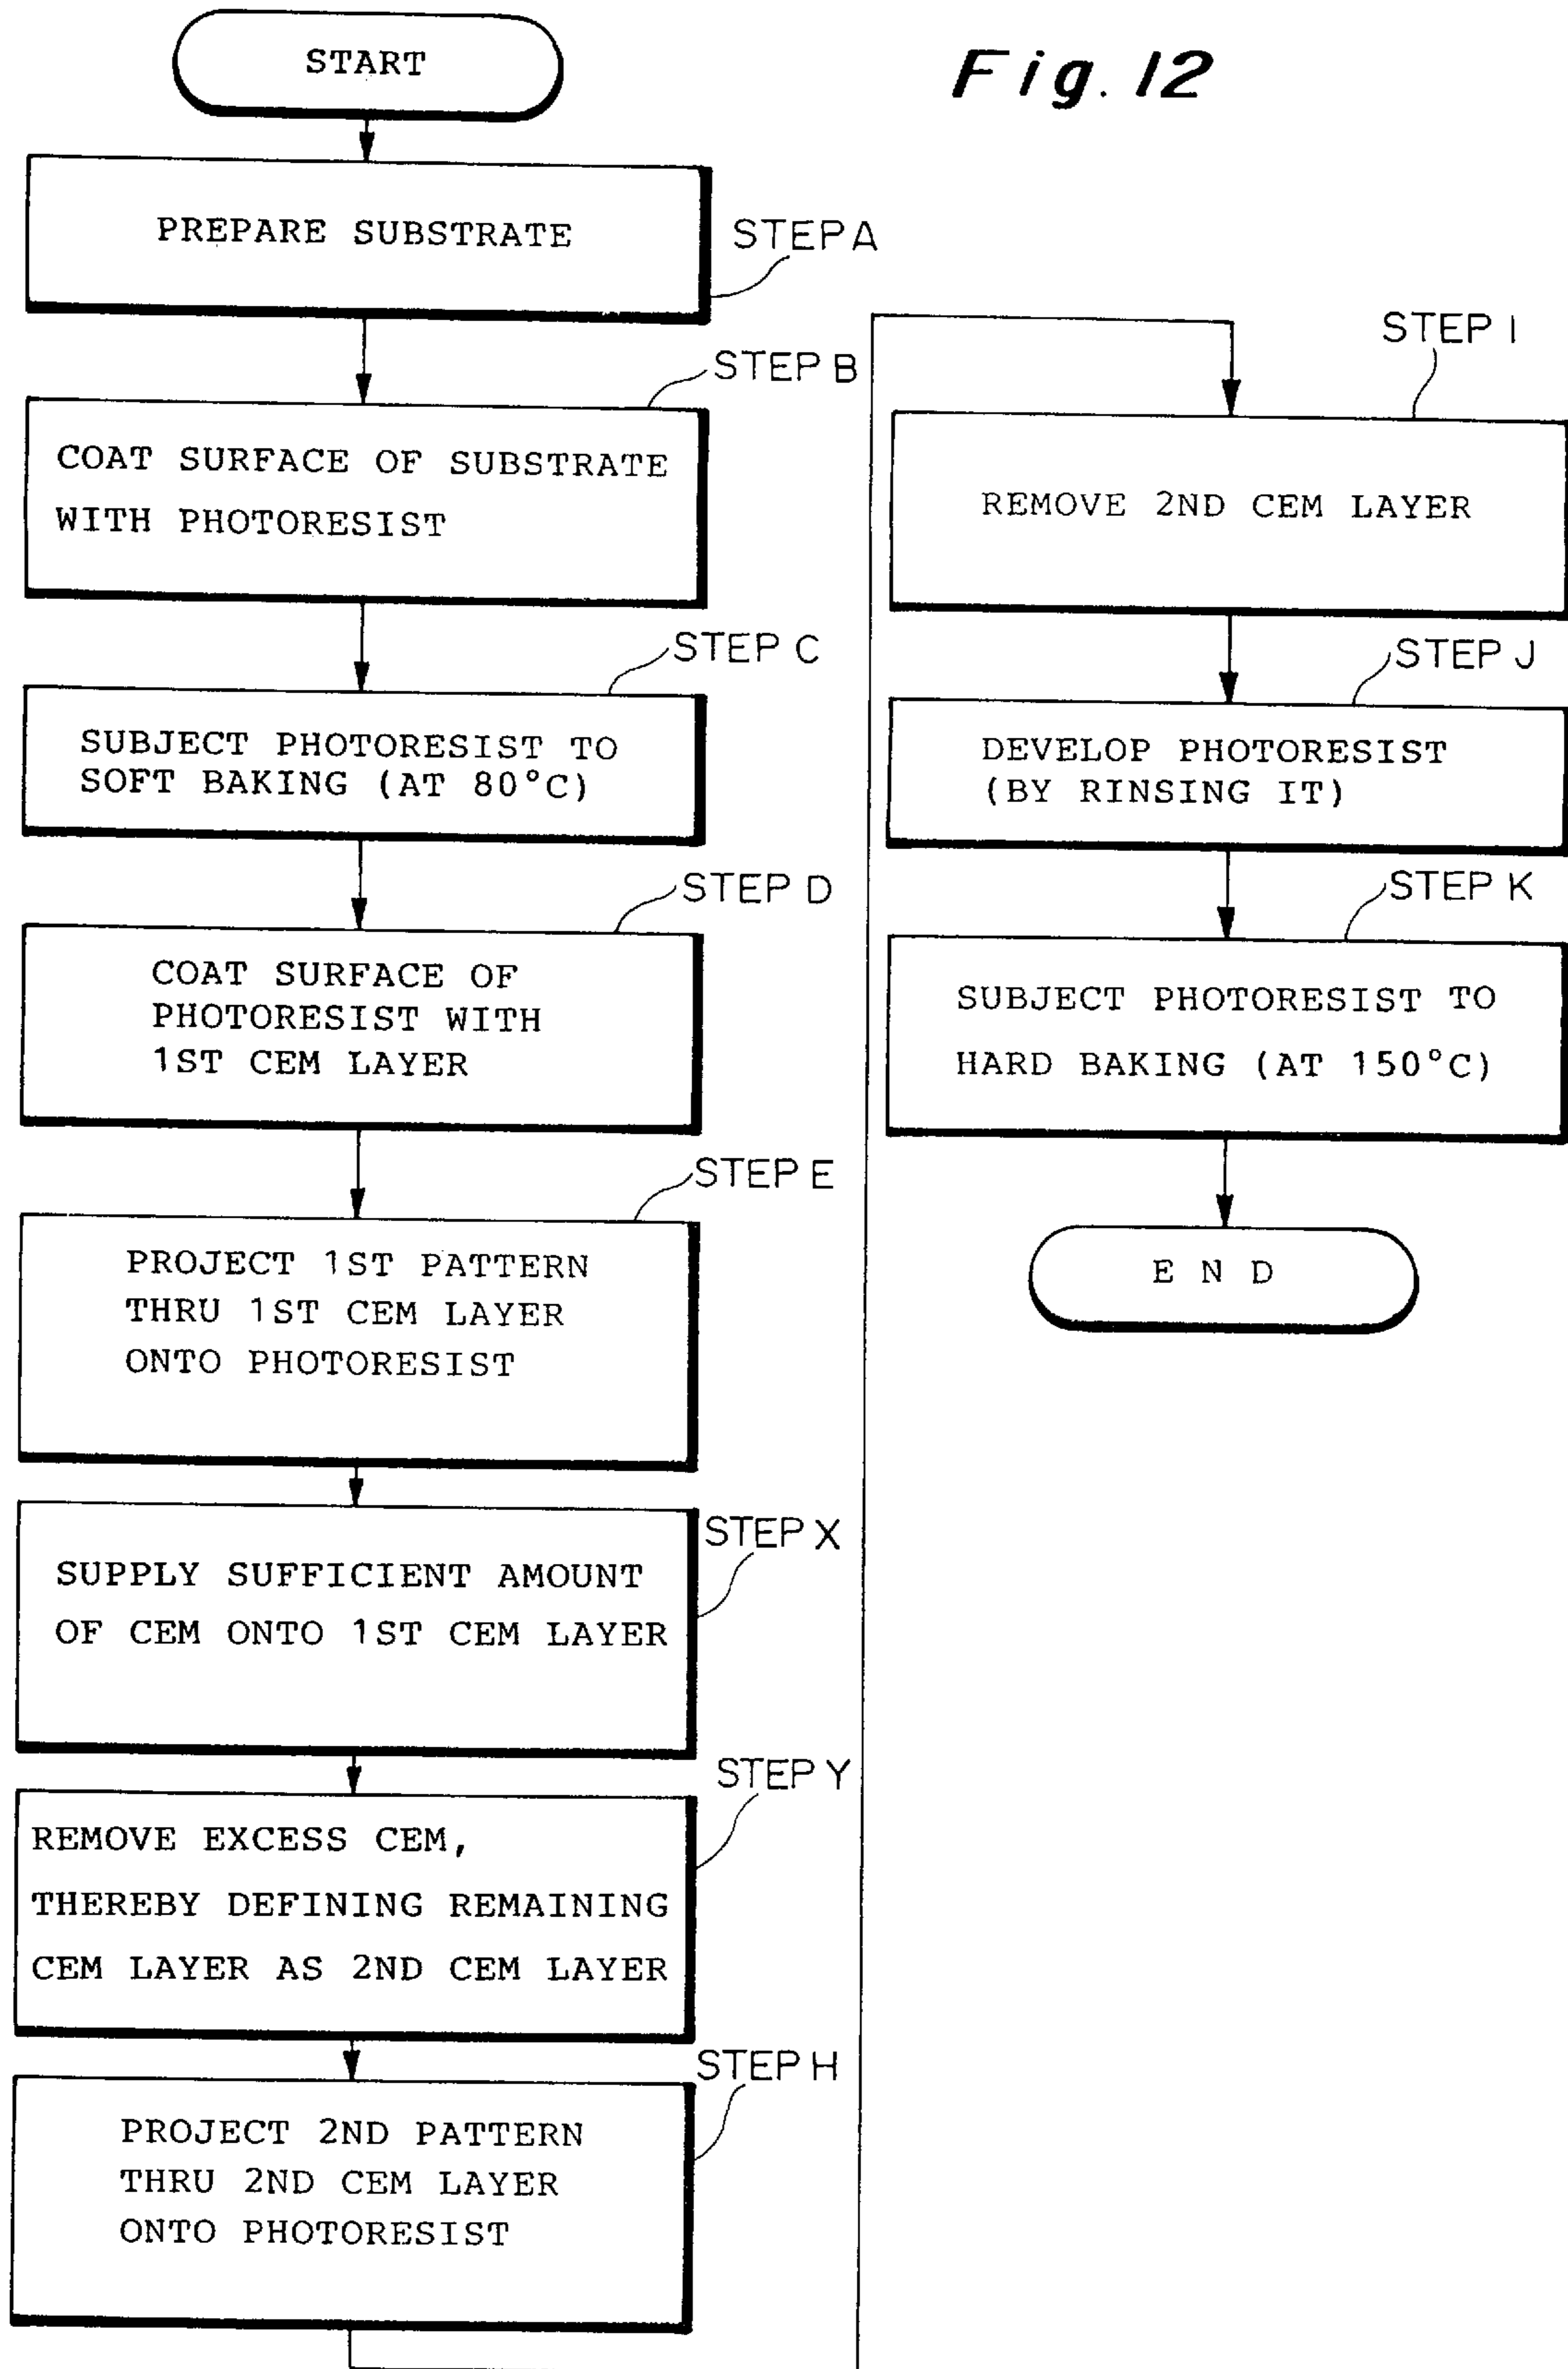 Fig. 12
START
PREPARE SUBSTRATE
STEP A
STEP B
COAT SURFACE OF SUBSTRATE
WITH PHOTORESIST
STEP C
SUBJECT PHOTORESIST TO
SOFT BAKING (AT 80°C)
STEP D
COAT SURFACE OF
PHOTORESIST WITH
1ST CEM LAYER
STEP E
PROJECT 1ST PATTERN
THRU 1ST CEM LAYER
ONTO PHOTORESIST
STEP X
SUPPLY SUFFICIENT AMOUNT
OF CEM ONTO 1ST CEM LAYER
STEP Y
REMOVE EXCESS CEM,
THEREBY DEFINING REMAINING
CEM LAYER AS 2ND CEM LAYER
STEP H
PROJECT 2ND PATTERN
THRU 2ND CEM LAYER
ONTO PHOTORESIST
STEP I
REMOVE 2ND CEM LAYER
STEP J
DEVELOP PHOTORESIST
(BY RINSING IT)
STEP K
SUBJECT PHOTORESIST TO
HARD BAKING (AT 150°C)
E N D